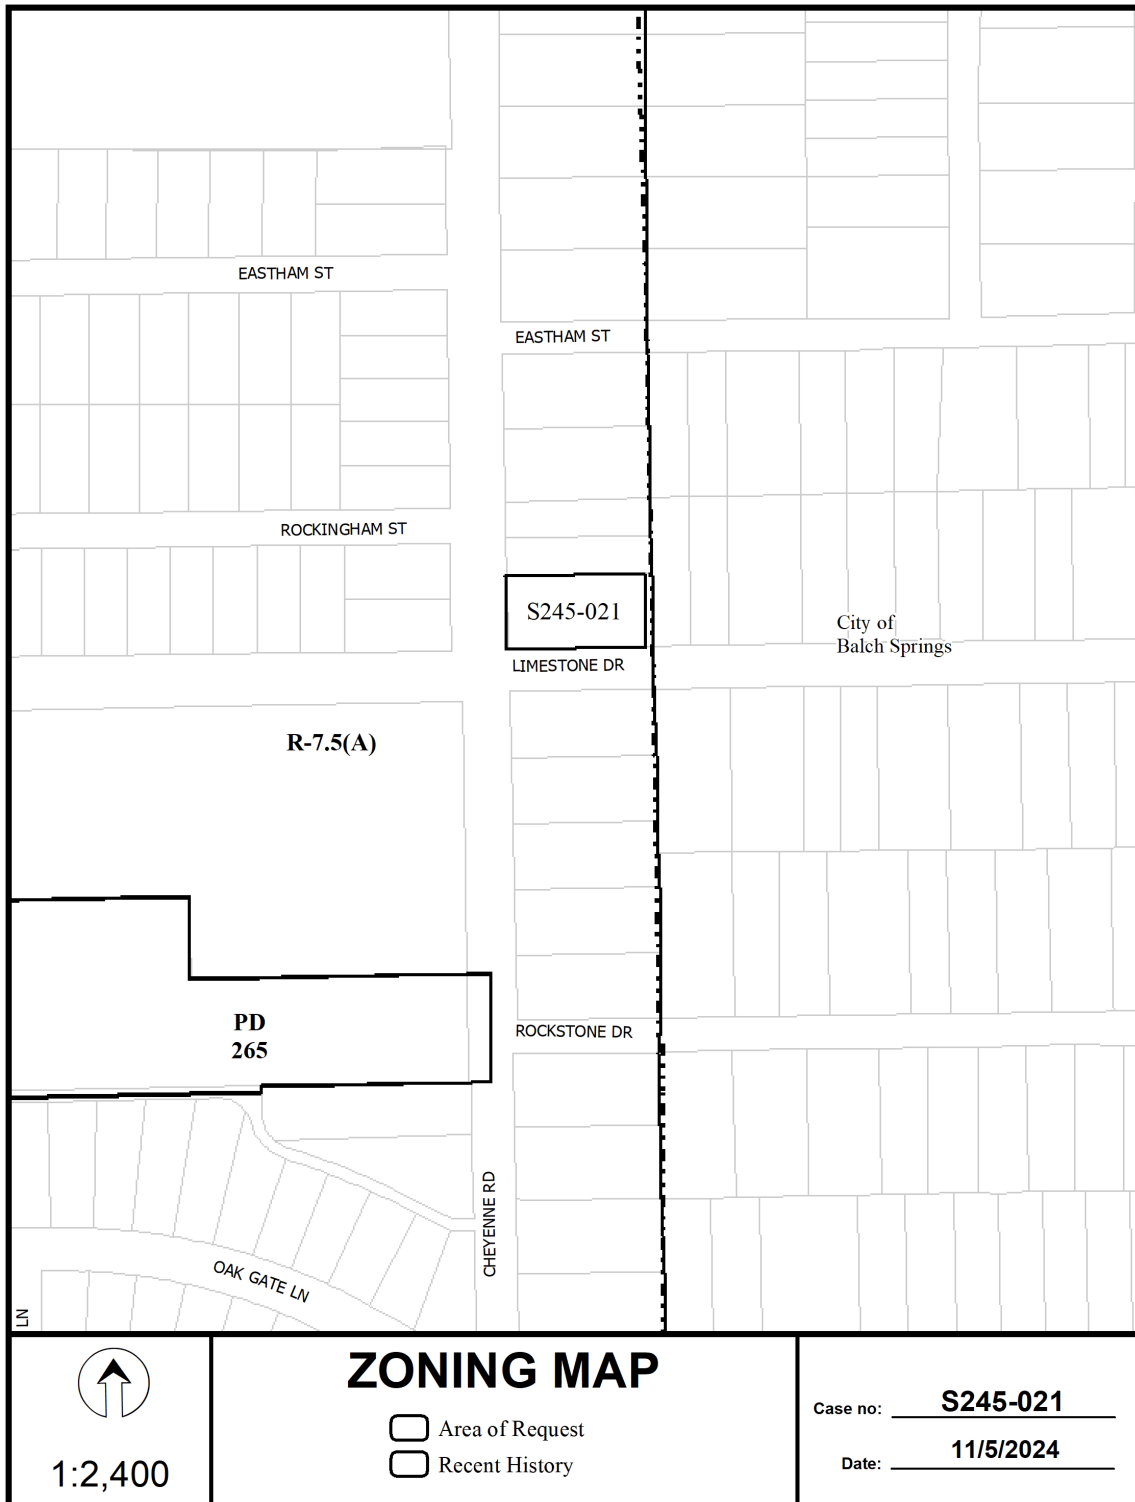 EASTHAM ST
EASTHAM ST
ROCKINGHAM ST
S245-021
City of
Balch Springs
LIMESTONE DR
R-7.5(A)
PD
265
ROCKSTONE DR
CHEYENNE RD
OAK GATE LN
LN
1:2,400
ZONING MAP
Area of Request
Recent History
Case no: S245-021
Date: 11/5/2024